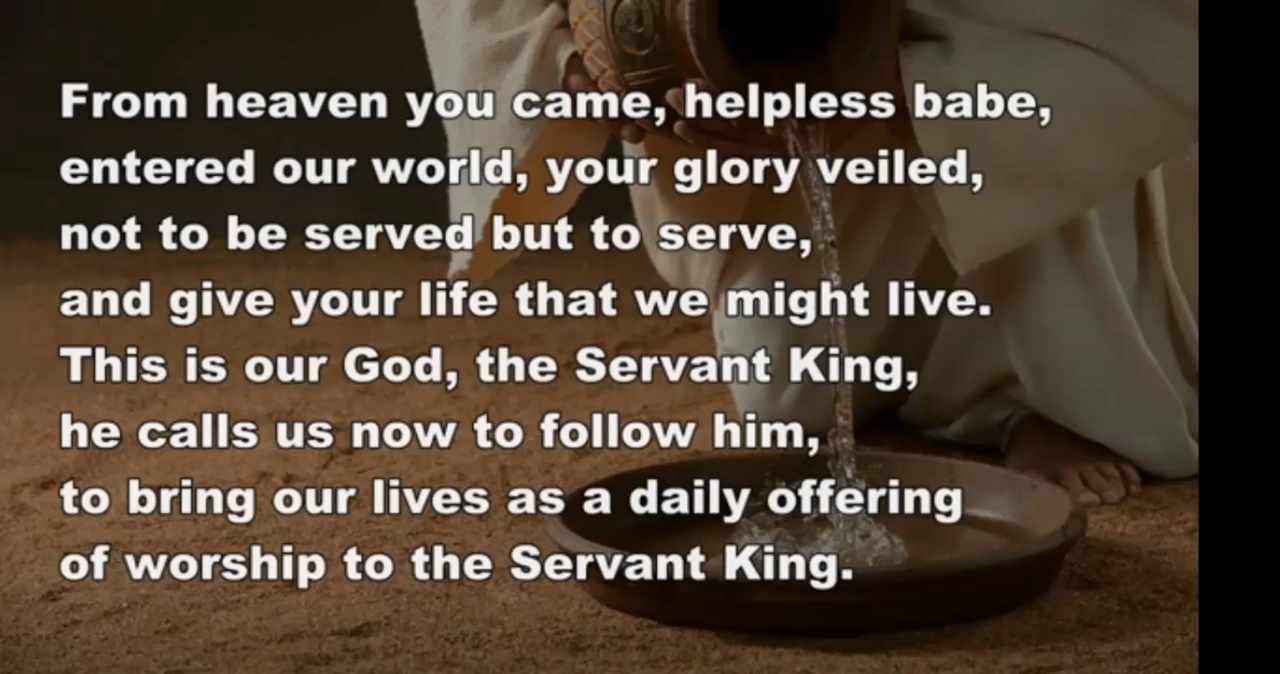 From heaven you came, helpless babe,
entered our world, your glory veiled,
not to be served but to serve,
and give your life that we might live.
This is our God, the Servant King,
he calls us now to follow him,
to bring our lives as a daily offering
of worship to the Servant King.